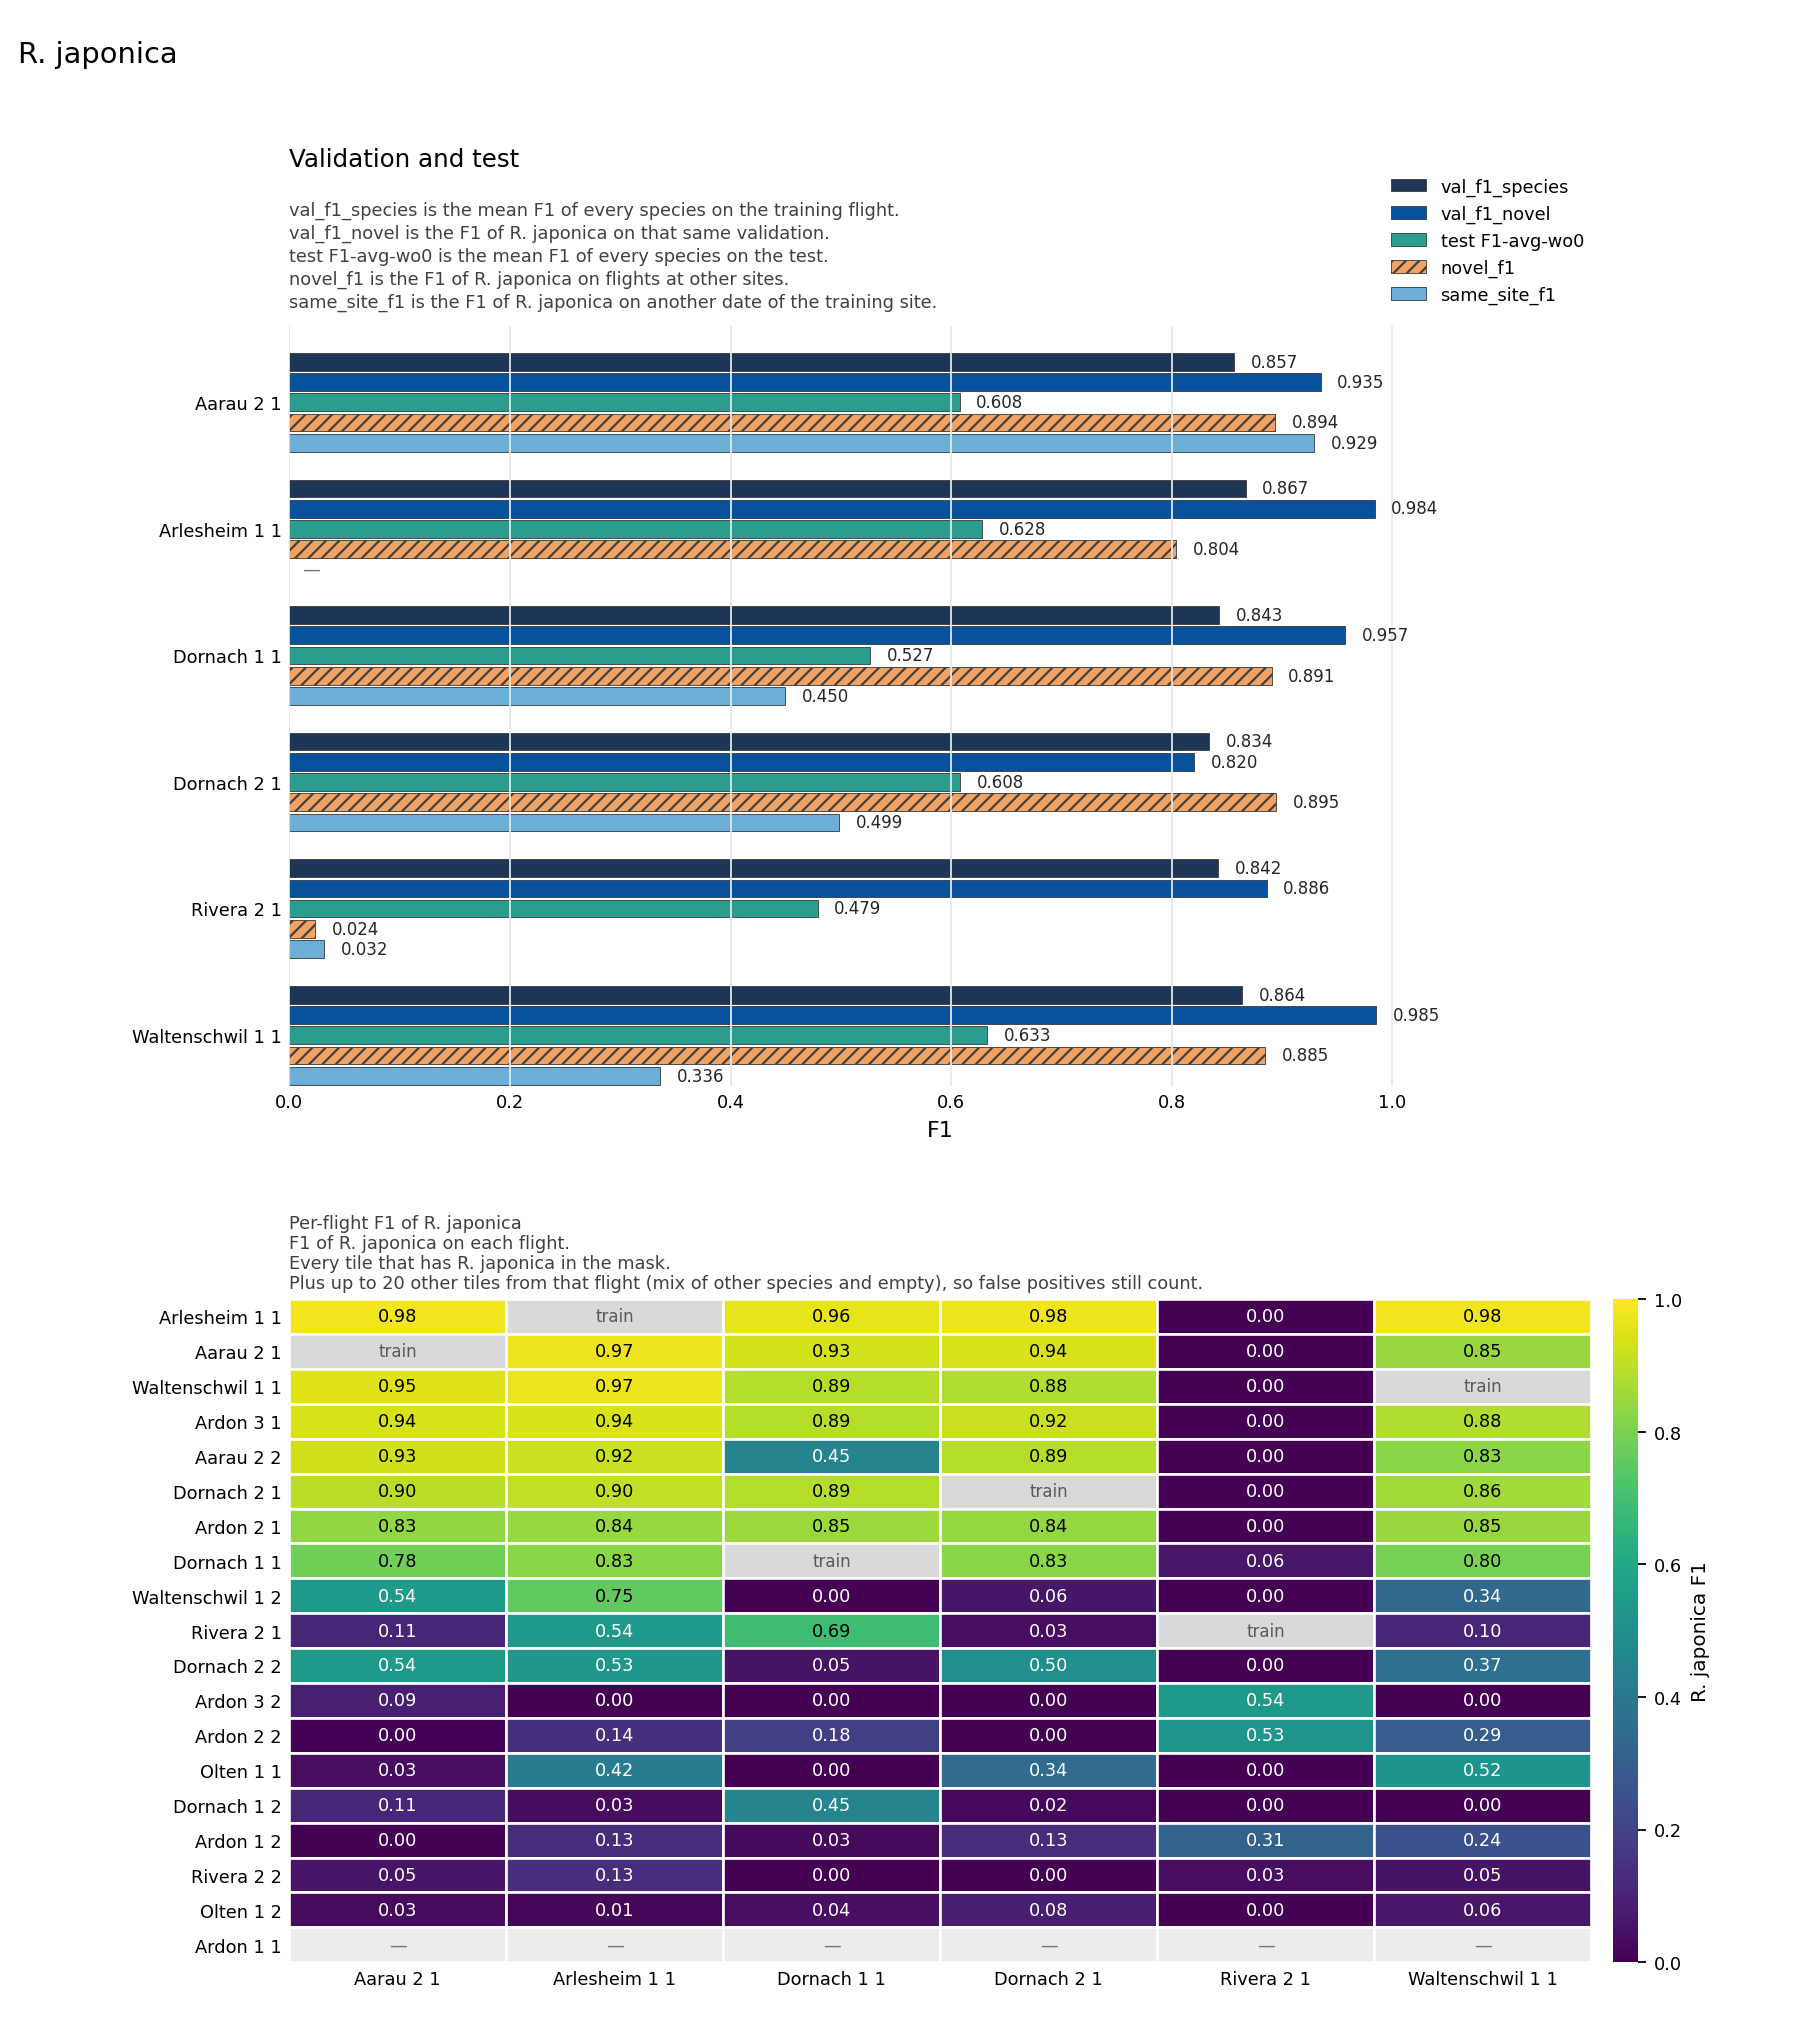 R. japonica
Validation and test
val_f1_species is the mean F1 of every species on the training flight.
val_f1_novel is the F1 of R. japonica on that same validation.
test F1-avg-wo0 is the mean F1 of every species on the test.
novel_f1 is the F1 of R. japonica on flights at other sites.
same_site_f1 is the F1 of R. japonica on another date of the training site.
val_f1_species
val_f1_novel
test F1-avg-wo0
novel_f1
same_site_f1
Aarau 2 1
0.857
0.935
0.608
0.894
0.929
Arlesheim 1 1
0.867
0.984
0.628
0.804
—
Dornach 1 1
0.843
0.957
0.527
0.891
0.450
Dornach 2 1
0.834
0.820
0.608
0.895
0.499
Rivera 2 1
0.842
0.886
0.479
0.024
0.032
Waltenschwil 1 1
0.864
0.985
0.633
0.885
0.336
0.0 0.2 0.4 0.6 0.8 1.0
F1
Per-flight F1 of R. japonica
F1 of R. japonica on each flight.
Every tile that has R. japonica in the mask.
Plus up to 20 other tiles from that flight (mix of other species and empty), so false positives still count.
Arlesheim 1 1 0.98 train 0.96 0.98 0.00 0.98
Aarau 2 1 train 0.97 0.93 0.94 0.00 0.85
Waltenschwil 1 1 0.95 0.97 0.89 0.88 0.00 train
Ardon 3 1 0.94 0.94 0.89 0.92 0.00 0.88
Aarau 2 2 0.93 0.92 0.45 0.89 0.00 0.83
Dornach 2 1 0.90 0.90 0.89 train 0.00 0.86
Ardon 2 1 0.83 0.84 0.85 0.84 0.00 0.85
Dornach 1 1 0.78 0.83 train 0.83 0.06 0.80
Waltenschwil 1 2 0.54 0.75 0.00 0.06 0.00 0.34
Rivera 2 1 0.11 0.54 0.69 0.03 train 0.10
Dornach 2 2 0.54 0.53 0.05 0.50 0.00 0.37
Ardon 3 2 0.09 0.00 0.00 0.00 0.54 0.00
Ardon 2 2 0.00 0.14 0.18 0.00 0.53 0.29
Olten 1 1 0.03 0.42 0.00 0.34 0.00 0.52
Dornach 1 2 0.11 0.03 0.45 0.02 0.00 0.00
Ardon 1 2 0.00 0.13 0.03 0.13 0.31 0.24
Rivera 2 2 0.05 0.13 0.00 0.00 0.03 0.05
Olten 1 2 0.03 0.01 0.04 0.08 0.00 0.06
Ardon 1 1 — — — — — —
Aarau 2 1 Arlesheim 1 1 Dornach 1 1 Dornach 2 1 Rivera 2 1 Waltenschwil 1 1
1.0
0.8
0.6
0.4
0.2
0.0
R. japonica F1